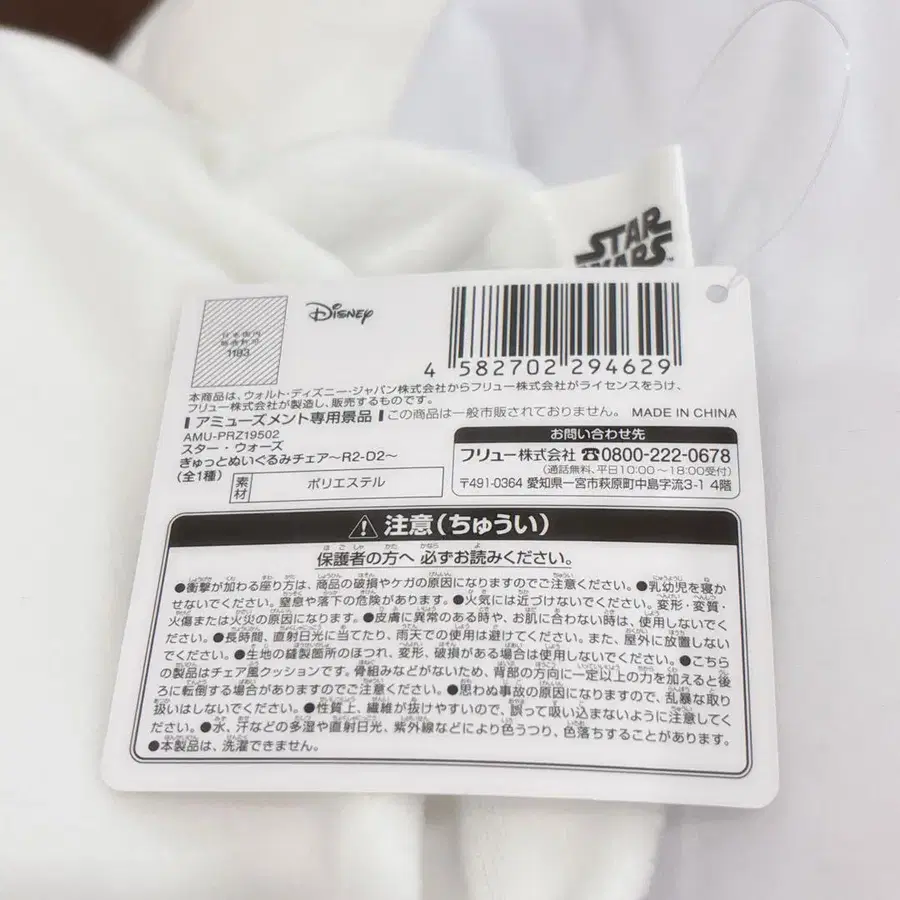 STAR
WARS
Disney
日本国内
販売許可
1193
4 582702 294629
本商品は、ウォルト・ディズニー・ジャパン株式会社からフリュー株式会社がライセンスをうけ、
フリュー株式会社が製造し、販売するものです。
アミューズメント専用景品 この商品は一般市販されておりません。 MADE IN CHINA
AMU-PRZ19502
スター・ウォーズ
ぎゅっとぬいぐるみチェア〜R2-D2〜
(全1種) 素材 ポリエステル
お問い合わせ先
フリュー株式会社 ☎0800-222-0678
(通話無料、平日10:00〜18:00受付)
〒491-0364 愛知県一宮市萩原町中島字流3-1 4階
⚠ 注意(ちゅうい)
保護者の方へ 必ずお読みください。
●衝撃が加わる座り方は、商品の破損やケガの原因になりますのでご注意ください。●乳幼児を寝か
せないでください。窒息や落下の危険があります。●火気には近づけないでください。変形・変質・
火傷または火災の原因になります。●皮膚に異常のある時や、お肌に合わない時は、使用しないでく
ださい。●長時間、直射日光に当てたり、雨天での使用は避けてください。また、屋外に放置しない
でください。●生地の縫製箇所のほつれ、変形、破損がある場合は使用しないでください。●こちら
の製品はチェア風クッションです。骨組みなどがないため、背部の方向に一定以上の力を加えると後
ろに転倒する場合がありますのでご注意ください。●思わぬ事故の原因になりますので、乱暴な取り
扱いはしないでください。●性質上、繊維が抜けやすいので、誤って吸い込まないように注意してく
ださい。●水、汗などの多湿や直射日光、紫外線などにより色うつり、色落ちすることがあります。
●本製品は、洗濯できません。